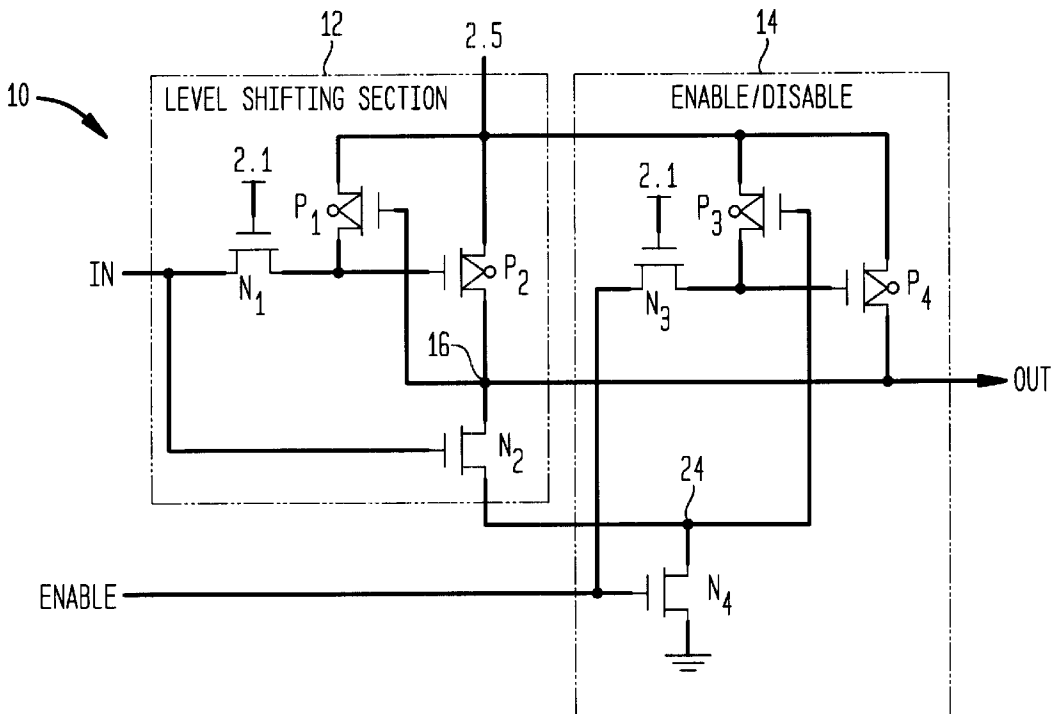 12
2.5
14
10
LEVEL SHIFTING SECTION
ENABLE/DISABLE
2.1
P1
2.1
P3
IN
N1
P2
N3
P4
16
OUT
N2
24
ENABLE
N4